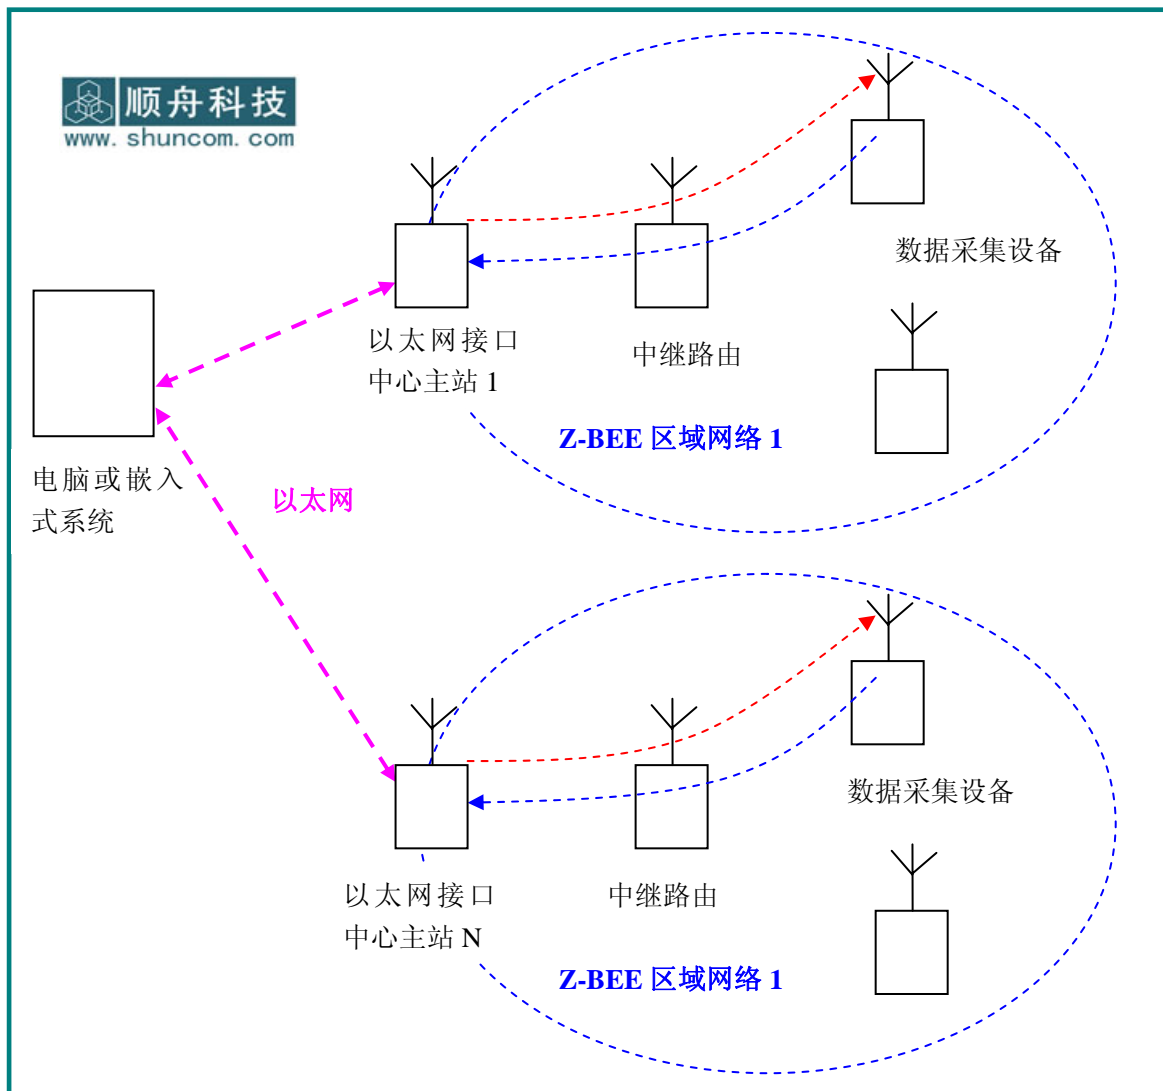 顺舟科技
www. shuncom. com
数据采集设备
以太网接口
中心主站 1
中继路由
Z-BEE 区域网络 1
电脑或嵌入
式系统
以太网
数据采集设备
以太网接口
中心主站 N
中继路由
Z-BEE 区域网络 1